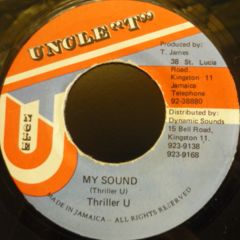 UNCLE "T"
Produced by:
T. James
38 St. Lucia
Road.
Kingston 11
Jamaica
Telephone
92-38880
Distributed by:
Dynamic Sounds
15 Bell Road,
Kingston 11.
923-9138
923-9168
MY SOUND
(Thriller U)
Thriller U
MADE IN JAMAICA — ALL RIGHTS RESERVED